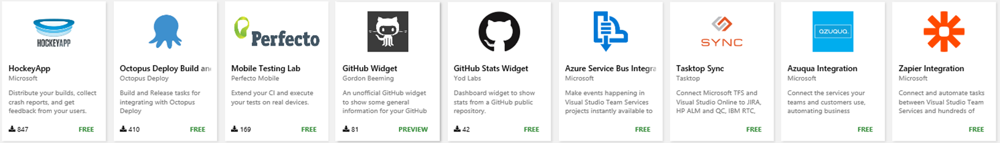 HOCKEYAPP
HockeyApp
Microsoft
Distribute your builds, collect
crash reports, and get
feedback from your users.
847 FREE
Octopus Deploy Build an
Octopus Deploy
Build and Release tasks for
integrating with Octopus
Deploy
410 FREE
Perfecto
Mobile Testing Lab
Perfecto Mobile
Extend your CI and execute
your tests on real devices.
169 FREE
GitHub Widget
Gordon Beeming
An unofficial GitHub widget
to show some general
information for your GitHub
81 PREVIEW
GitHub Stats Widget
Yod Labs
Dashboard widget to show
stats from a GitHub public
repository.
42 FREE
Azure Service Bus Integra
Microsoft
Make events happening in
Visual Studio Team Services
projects instantly available to
FREE
SYNC
Tasktop Sync
Tasktop
Connect Microsoft TFS and
Visual Studio Online to JIRA,
HP ALM and QC, IBM RTC,
FREE
azuqua.
Azuqua Integration
Microsoft
Connect the services your
teams and customers use,
automating business
FREE
Zapier Integration
Microsoft
Connect and automate tasks
between Visual Studio Team
Services and hundreds of
FREE